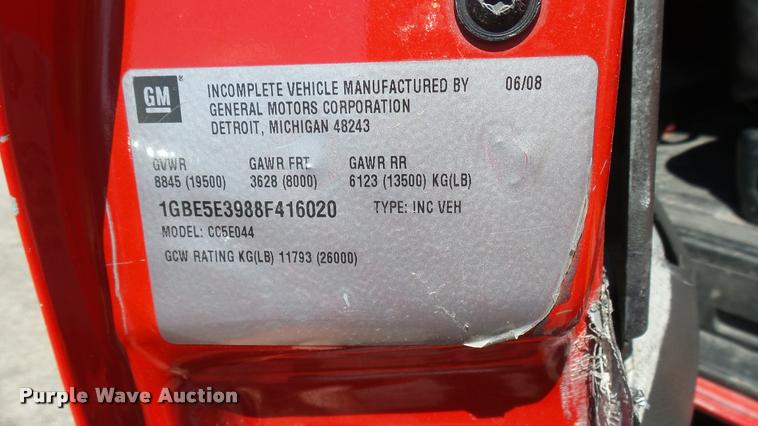 GM
INCOMPLETE VEHICLE MANUFACTURED BY 06/08
GENERAL MOTORS CORPORATION
DETROIT, MICHIGAN 48243
GVWR GAWR FRT GAWR RR
8845 (19500) 3628 (8000) 6123 (13500) KG(LB)
1GBE5E3988F416020 TYPE: INC VEH
MODEL: CC5E044
GCW RATING KG(LB) 11793 (26000)
Purple Wave Auction